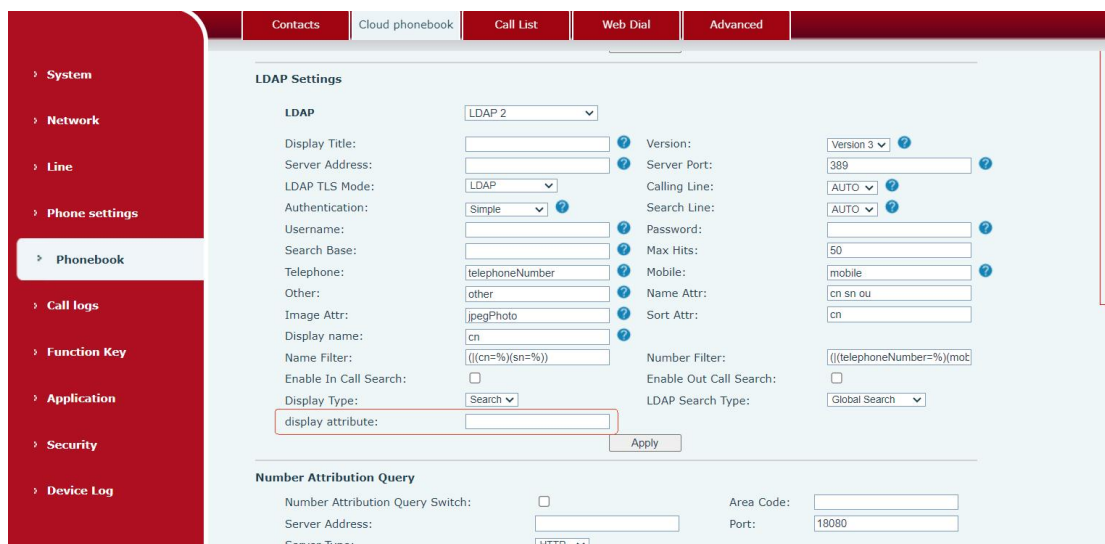 Contacts Cloud phonebook Call List Web Dial Advanced
System
Network
Line
Phone settings
Phonebook
Call logs
Function Key
Application
Security
Device Log
LDAP Settings
LDAP LDAP 2
Display Title: Version: Version 3
Server Address: Server Port: 389
LDAP TLS Mode: LDAP Calling Line: AUTO
Authentication: Simple Search Line: AUTO
Username: Password:
Search Base: Max Hits: 50
Telephone: telephoneNumber Mobile: mobile
Other: other Name Attr: cn sn ou
Image Attr: jpegPhoto Sort Attr: cn
Display name: cn
Name Filter: (|(cn=%)(sn=%)) Number Filter: (|(telephoneNumber=%)(mob
Enable In Call Search: Enable Out Call Search:
Display Type: Search LDAP Search Type: Global Search
display attribute:
Apply
Number Attribution Query
Number Attribution Query Switch: Area Code:
Server Address: Port: 18080
Server Type: HTTP